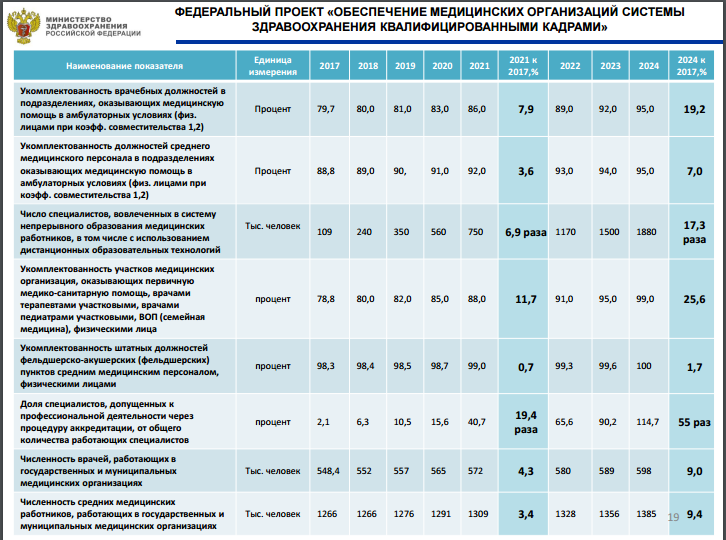 МИНИСТЕРСТВО
ЗДРАВООХРАНЕНИЯ
РОССИЙСКОЙ ФЕДЕРАЦИИ
ФЕДЕРАЛЬНЫЙ ПРОЕКТ «ОБЕСПЕЧЕНИЕ МЕДИЦИНСКИХ ОРГАНИЗАЦИЙ СИСТЕМЫ
ЗДРАВООХРАНЕНИЯ КВАЛИФИЦИРОВАННЫМИ КАДРАМИ»
Наименование показателя Единица измерения 2017 2018 2019 2020 2021 2021 к 2017,% 2022 2023 2024 2024 к 2017,%
Укомплектованность врачебных должностей в
подразделениях, оказывающих медицинскую
помощь в амбулаторных условиях (физ.
лицами при коэфф. совместительства 1,2)
Процент 79,7 80,0 81,0 83,0 86,0 7,9 89,0 92,0 95,0 19,2
Укомплектованность должностей среднего
медицинского персонала в подразделениях
оказывающих медицинскую помощь в
амбулаторных условиях (физ. лицами при
коэфф. совместительства 1,2)
Процент 88,8 89,0 90, 91,0 92,0 3,6 93,0 94,0 95,0 7,0
Число специалистов, вовлеченных в систему
непрерывного образования медицинских
работников, в том числе с использованием
дистанционных образовательных технологий
Тыс. человек 109 240 350 560 750 6,9 раза 1170 1500 1880 17,3 раза
Укомплектованность участков медицинских
организация, оказывающих первичную
медико-санитарную помощь, врачами
терапевтами участковыми, врачами
педиатрами участковыми, ВОП (семейная
медицина), физическими лица
процент 78,8 80,0 82,0 85,0 88,0 11,7 91,0 95,0 99,0 25,6
Укомплектованность штатных должностей
фельдшерско-акушерских (фельдшерских)
пунктов средним медицинским персоналом,
физическими лицами
процент 98,3 98,4 98,5 98,7 99,0 0,7 99,3 99,6 100 1,7
Доля специалистов, допущенных к
профессиональной деятельности через
процедуру аккредитации, от общего
количества работающих специалистов
процент 2,1 6,3 10,5 15,6 40,7 19,4 раза 65,6 90,2 114,7 55 раз
Численность врачей, работающих в
государственных и муниципальных
медицинских организациях
Тыс. человек 548,4 552 557 565 572 4,3 580 589 598 9,0
Численность средних медицинских
работников, работающих в государственных и
муниципальных медицинских организациях
Тыс. человек 1266 1266 1276 1291 1309 3,4 1328 1356 1385 9,4
19